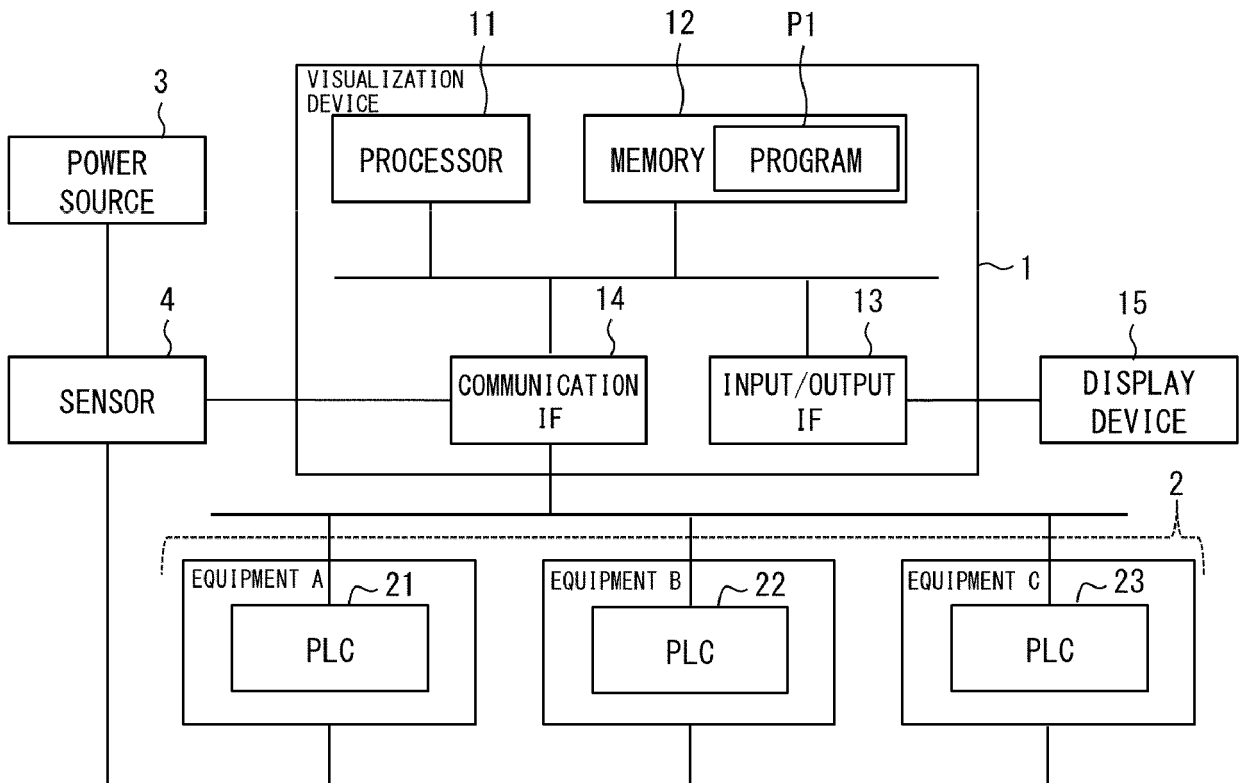 11
12
P1
3
VISUALIZATION
DEVICE
POWER
SOURCE
PROCESSOR
MEMORY
PROGRAM
1
4
14
13
15
SENSOR
COMMUNICATION
IF
INPUT/OUTPUT
IF
DISPLAY
DEVICE
2
EQUIPMENT A
21
PLC
EQUIPMENT B
22
PLC
EQUIPMENT C
23
PLC